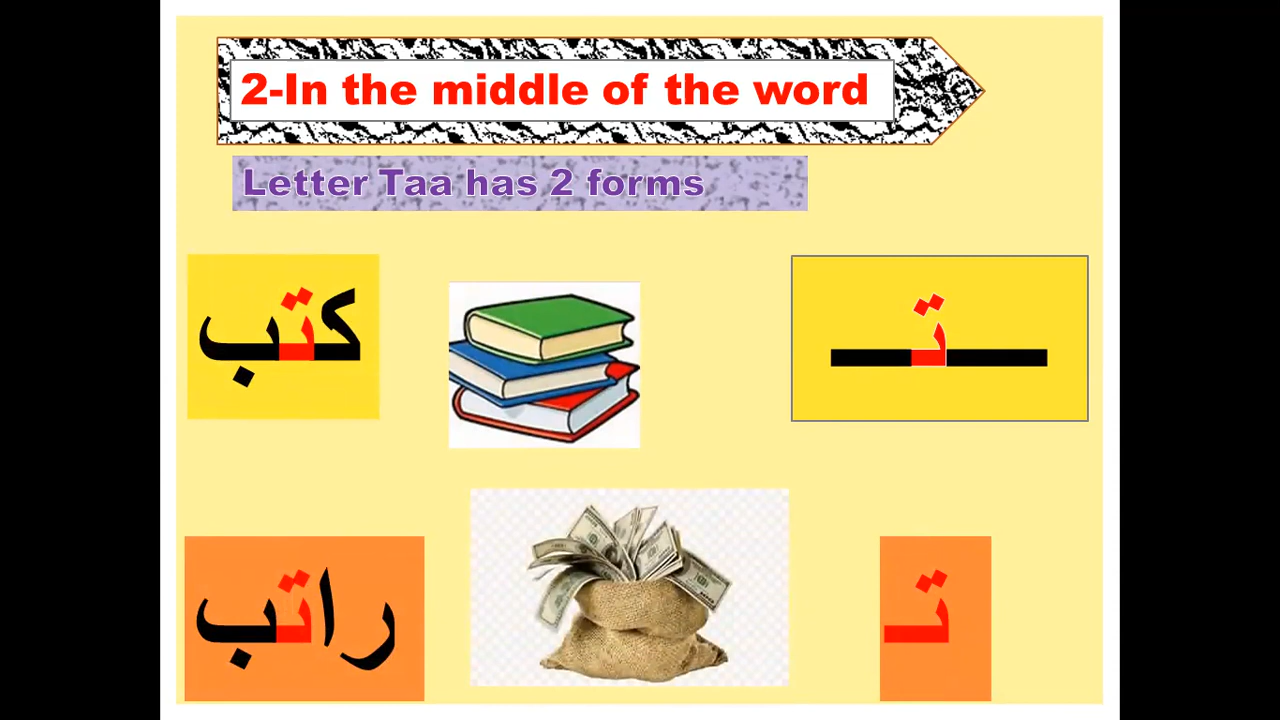 2-In the middle of the word
Letter Taa has 2 forms
كتب
ـتـ
راتب
تـ